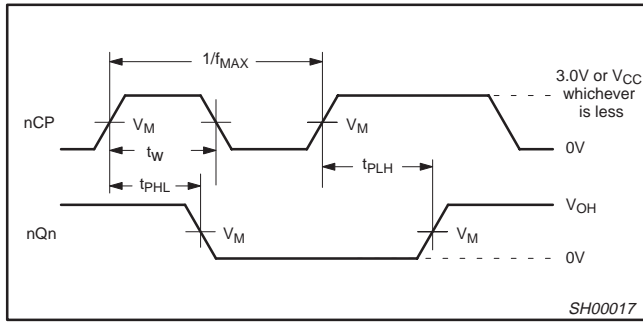 1/fMAX
3.0V or VCC
whichever
is less
nCP
VM
VM
tW
0V
tPHL
tPLH
VOH
nQn
VM
VM
0V
SH00017